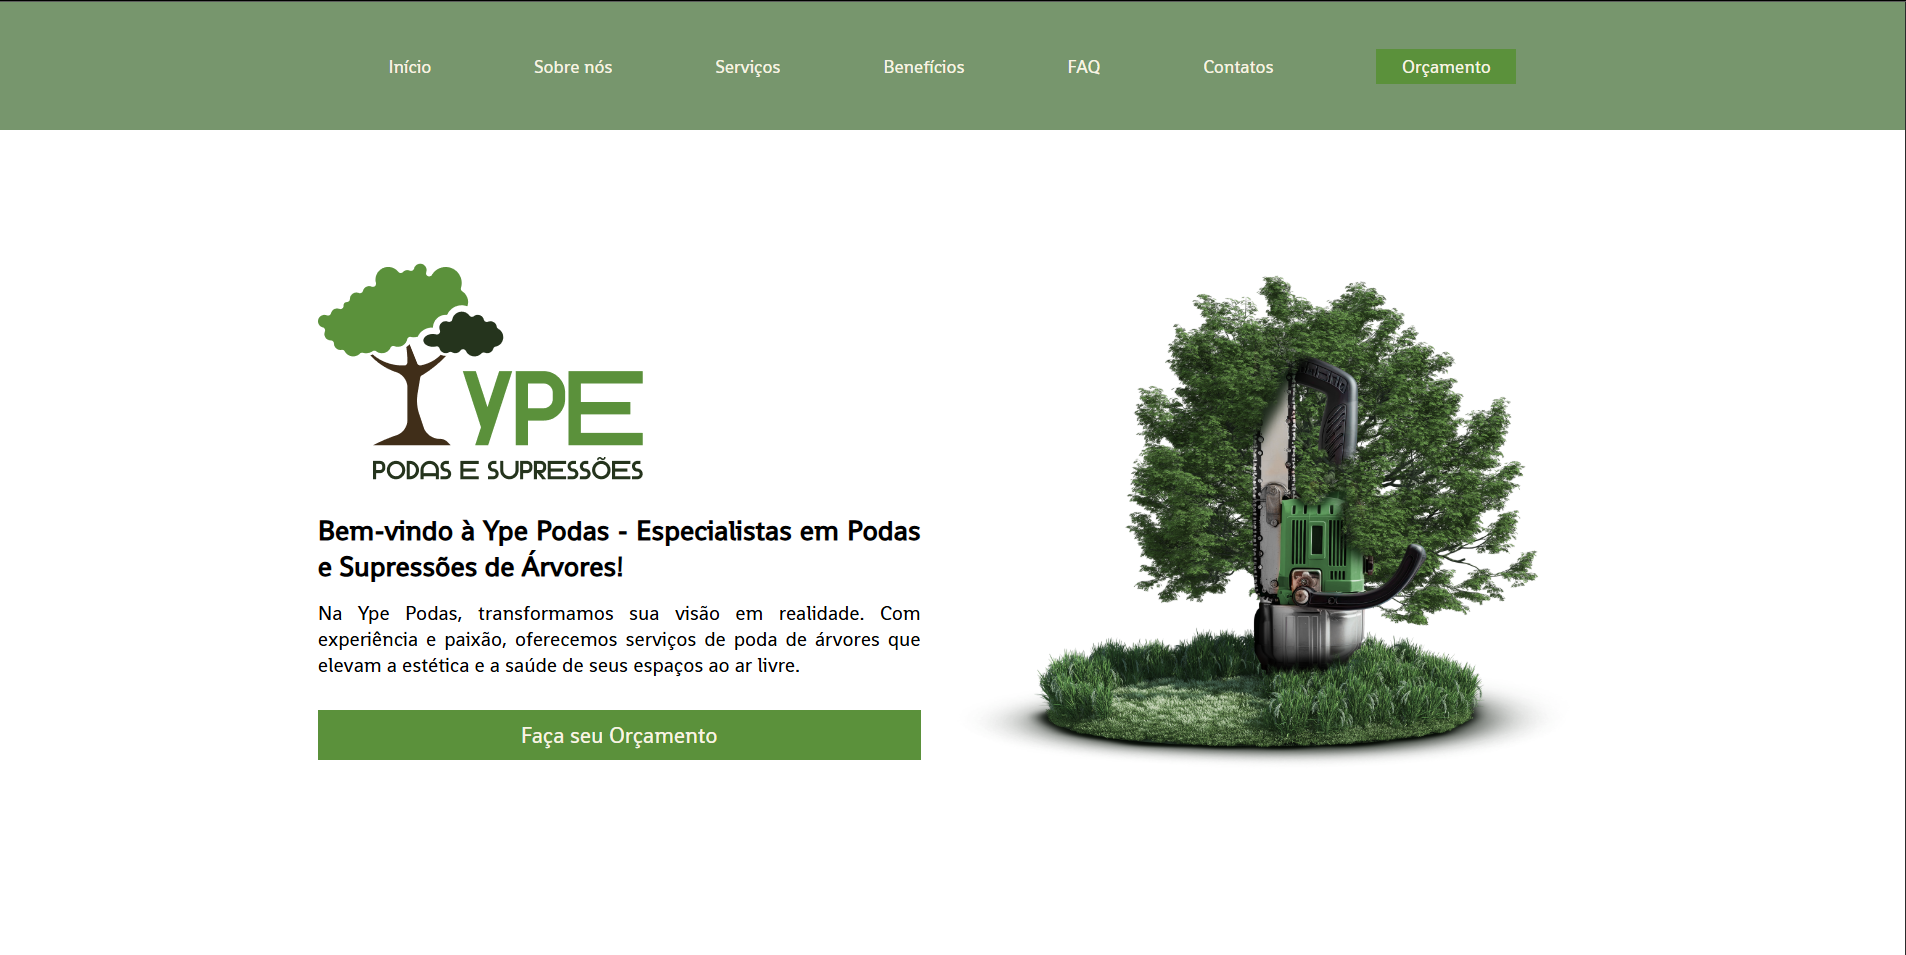 Início Sobre nós Serviços Benefícios FAQ Contatos Orçamento
YPE
PODAS E SUPRESSÕES
Bem-vindo à Ype Podas - Especialistas em Podas
e Supressões de Árvores!
Na Ype Podas, transformamos sua visão em realidade. Com
experiência e paixão, oferecemos serviços de poda de árvores que
elevam a estética e a saúde de seus espaços ao ar livre.
Faça seu Orçamento